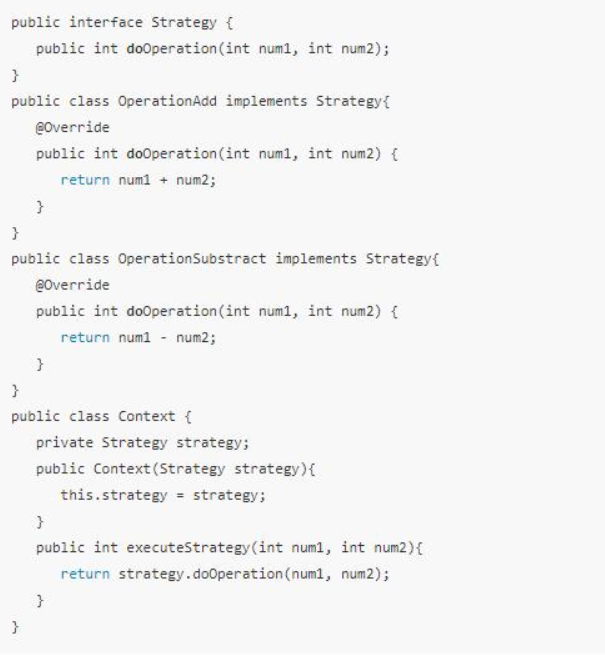 public interface Strategy {
   public int doOperation(int num1, int num2);
}
public class OperationAdd implements Strategy{
   @Override
   public int doOperation(int num1, int num2) {
      return num1 + num2;
   }
}
public class OperationSubstract implements Strategy{
   @Override
   public int doOperation(int num1, int num2) {
      return num1 - num2;
   }
}
public class Context {
   private Strategy strategy;
   public Context(Strategy strategy){
      this.strategy = strategy;
   }
   public int executeStrategy(int num1, int num2){
      return strategy.doOperation(num1, num2);
   }
}